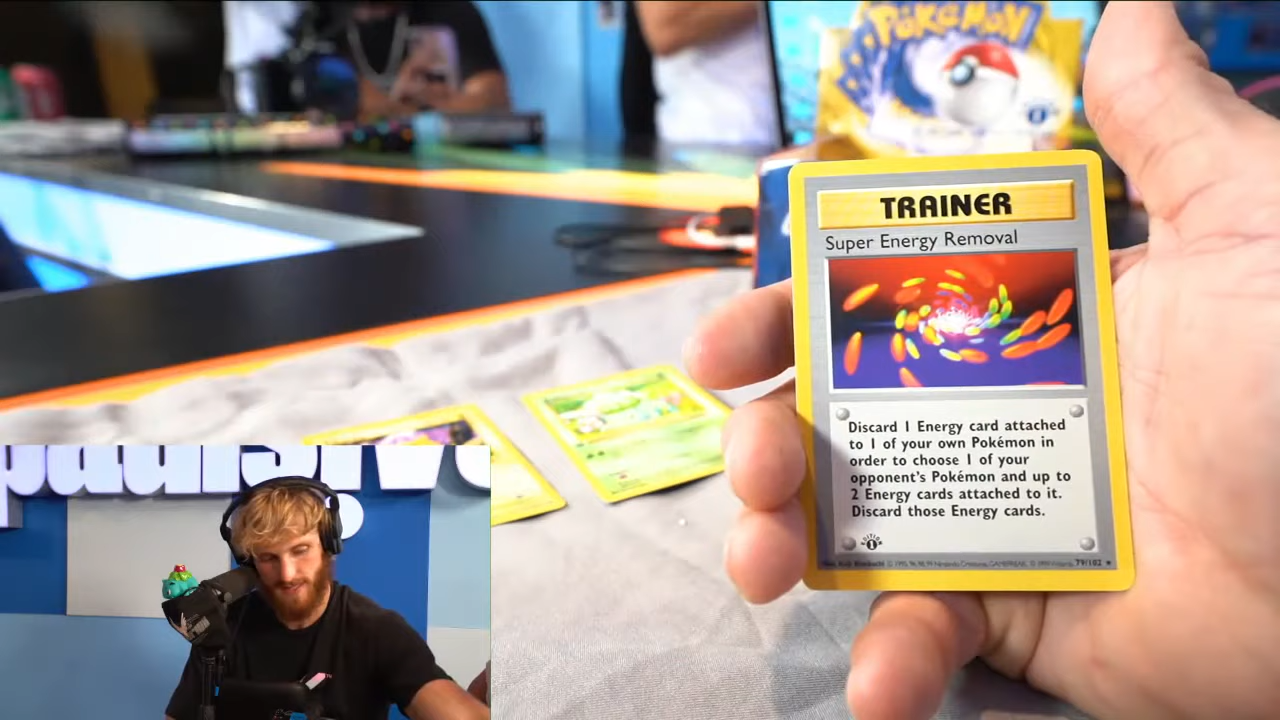 POKéMON
TRAINER
Super Energy Removal
Discard 1 Energy card attached
to 1 of your own Pokémon in
order to choose 1 of your
opponent's Pokémon and up to
2 Energy cards attached to it.
Discard those Energy cards.
EDITION
1
79/102 ★